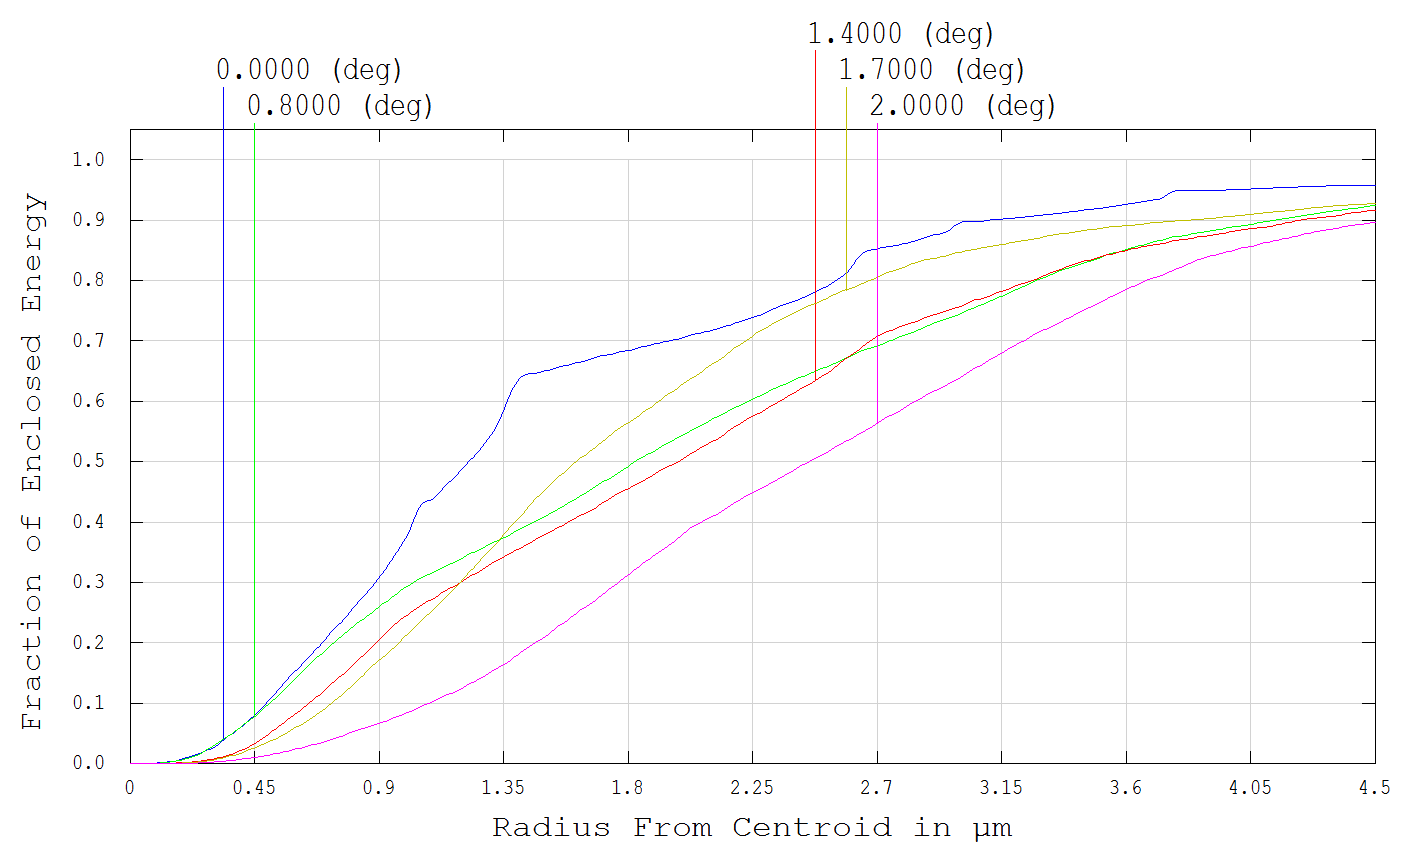 1.4000 (deg)
0.0000 (deg)
1.7000 (deg)
0.8000 (deg)
2.0000 (deg)
1.0
0.9
0.8
0.7
0.6
0.5
0.4
0.3
0.2
0.1
0.0
Fraction of Enclosed Energy
0 0.45 0.9 1.35 1.8 2.25 2.7 3.15 3.6 4.05 4.5
Radius From Centroid in µm